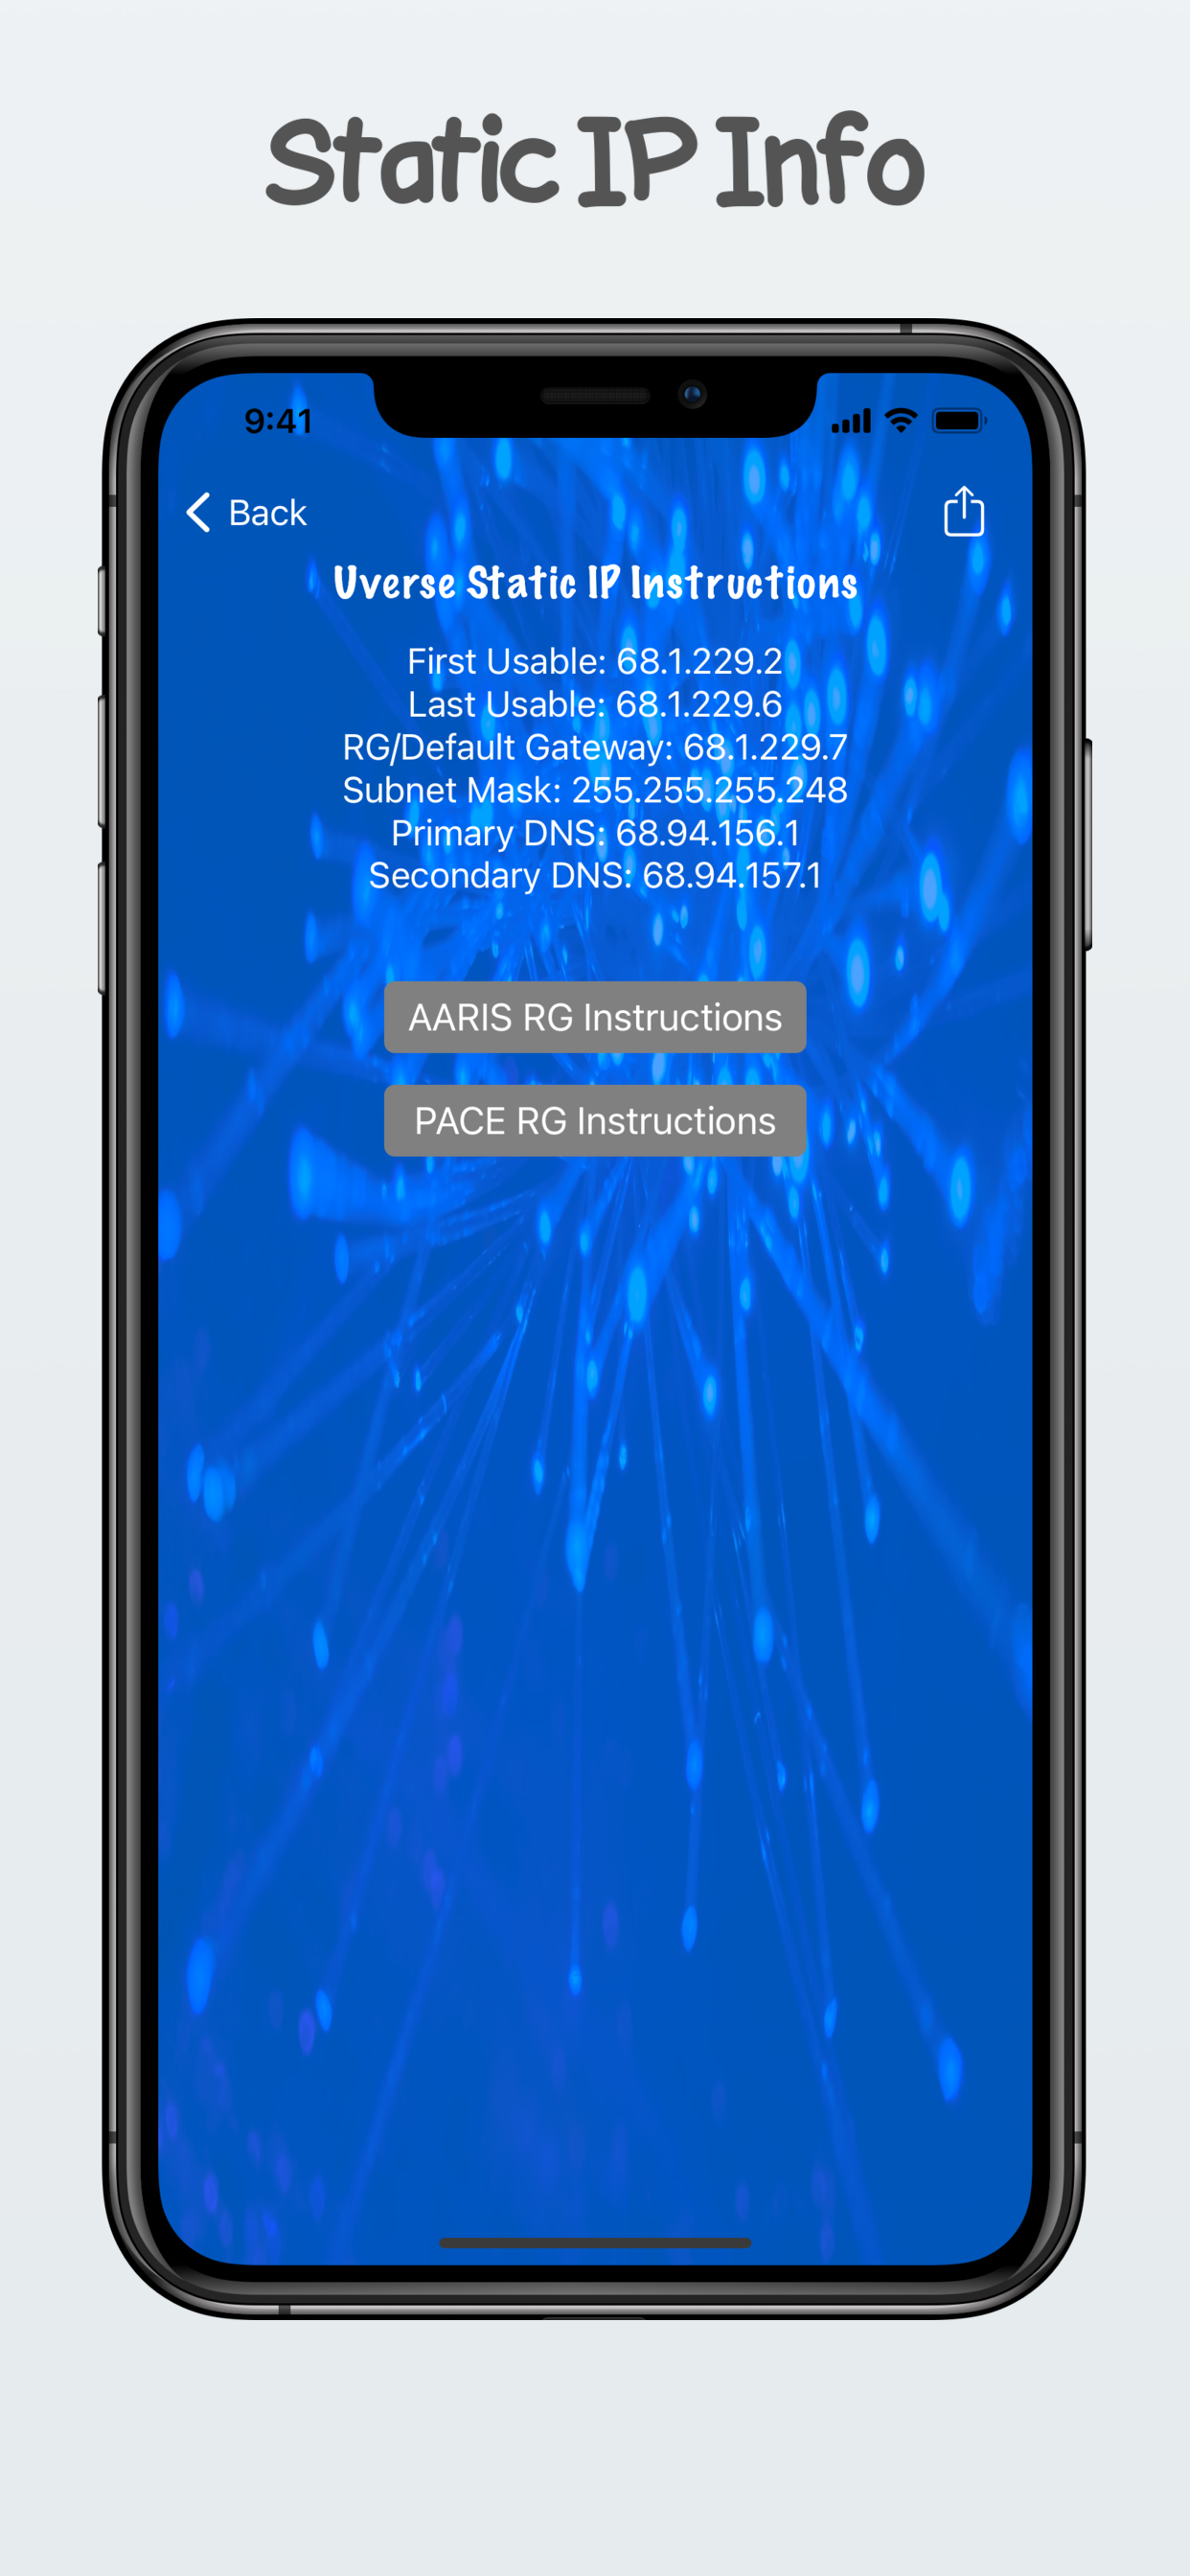 Static IP Info
9:41
Back
Uverse Static IP Instructions
First Usable: 68.1.229.2
Last Usable: 68.1.229.6
RG/Default Gateway: 68.1.229.7
Subnet Mask: 255.255.255.248
Primary DNS: 68.94.156.1
Secondary DNS: 68.94.157.1
AARIS RG Instructions
PACE RG Instructions